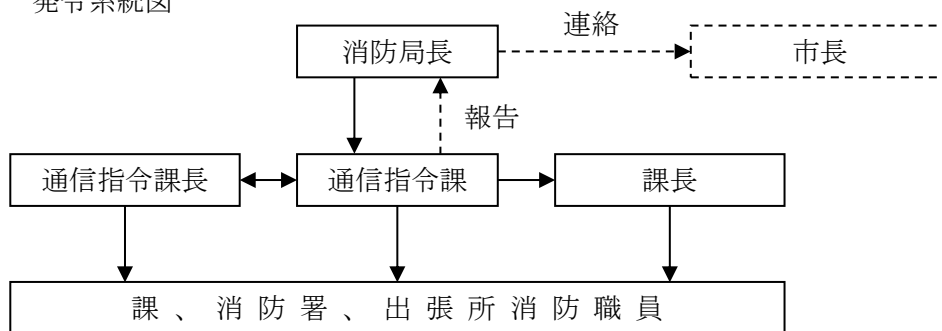 発令系統図
連絡
消防局長
市長
報告
通信指令課長
通信指令課
課長
課、消防署、出張所消防職員